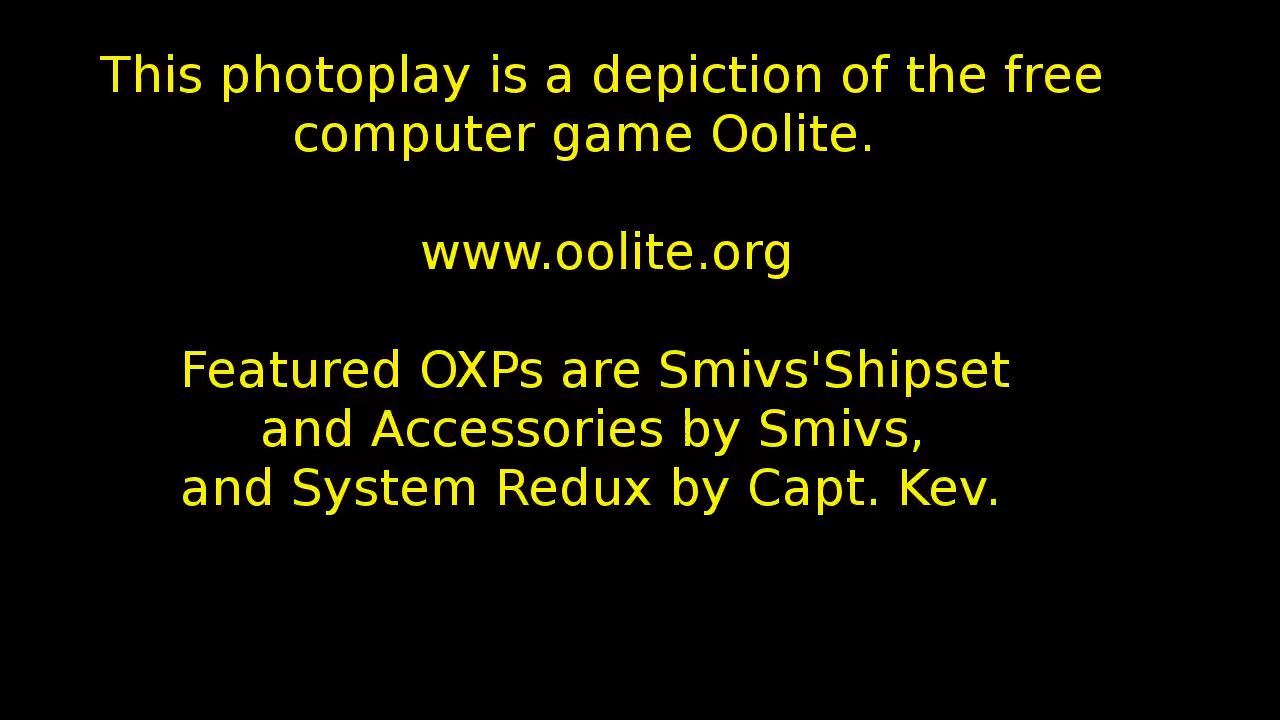 This photoplay is a depiction of the free
computer game Oolite.
www.oolite.org
Featured OXPs are Smivs'Shipset
and Accessories by Smivs,
and System Redux by Capt. Kev.